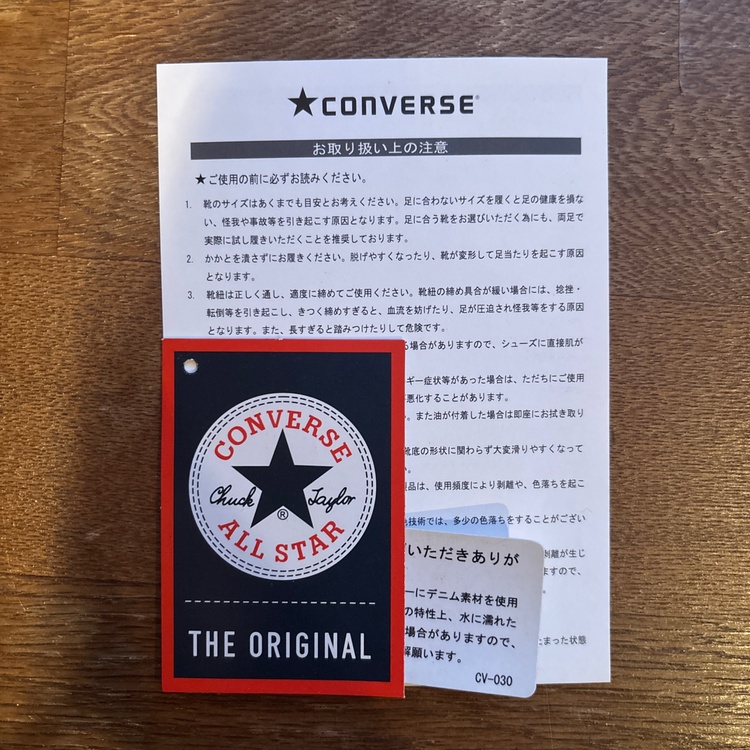 ★CONVERSE®
お取り扱い上の注意
★ご使用の前に必ずお読みください。
1. 靴のサイズはあくまでも目安とお考えください。足に合わないサイズを履くと足の健康を損な
い、怪我や事故等を引き起こす原因となります。足に合う靴をお選びいただく為にも、両足で
実際に試し履きいただくことを推奨しております。
2. かかとを潰さずにお履きください。脱げやすくなったり、靴が変形して足当たりを起こす原因
となります。
3. 靴紐は正しく通し、適度に締めてご使用ください。靴紐の締め具合が緩い場合には、捻挫・
転倒等を引き起こし、きつく締めすぎると、血流を妨げたり、足が圧迫され怪我等をする原因
となります。また、長すぎると踏みつけたりして危険です。
る場合がありますので、シューズに直接肌が
ギー症状等があった場合は、ただちにご使用
悪化することがあります。
。また油が付着した場合は即座にお拭き取り
靴底の形状に関わらず大変滑りやすくなって
い。
製品は、使用頻度により剥離や、色落ちを起こ
色技術では、多少の色落ちをすることがござい
剥離が生じ
ますので、
たまった状態
CONVERSE
Chuck Taylor
®
ALL STAR
THE ORIGINAL
いただきありが
ーにデニム素材を使用
の特性上、水に濡れた
場合がありますので、
解願います。
CV-030